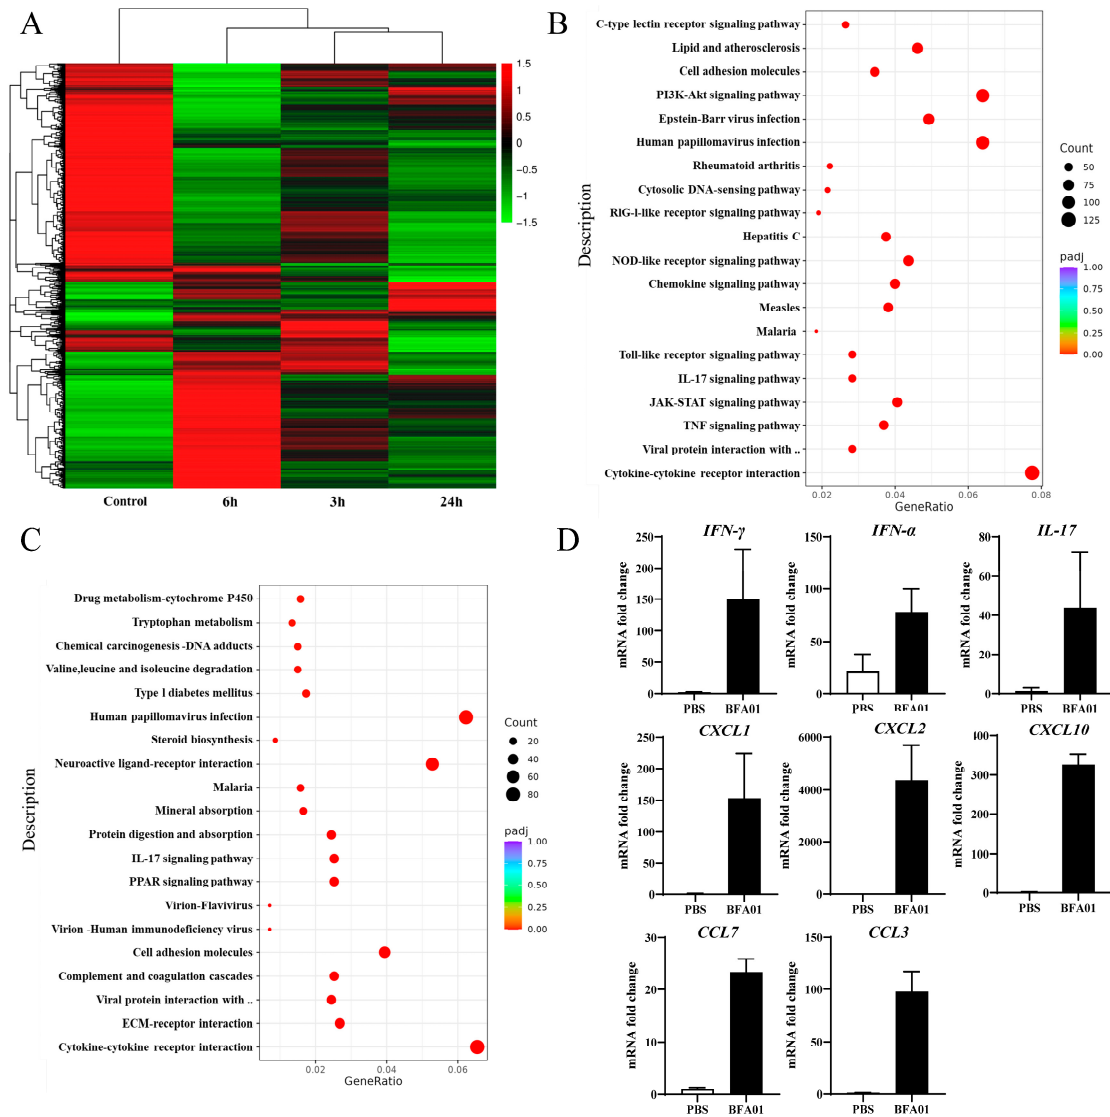 A
1.5
1
0.5
0
−0.5
−1
−1.5
Control
6h
3h
24h
B
Description
C-type lectin receptor signaling pathway
Lipid and atherosclerosis
Cell adhesion molecules
PI3K-Akt signaling pathway
Epstein-Barr virus infection
Human papillomavirus infection
Rheumatoid arthritis
Cytosolic DNA-sensing pathway
RIG-l-like receptor signaling pathway
Hepatitis C
NOD-like receptor signaling pathway
Chemokine signaling pathway
Measles
Malaria
Toll-like receptor signaling pathway
IL-17 signaling pathway
JAK-STAT signaling pathway
TNF signaling pathway
Viral protein interaction with ..
Cytokine-cytokine receptor interaction
0.02
0.04
0.06
0.08
GeneRatio
Count
50
75
100
125
padj
1.00
0.75
0.50
0.25
0.00
C
Description
Drug metabolism-cytochrome P450
Tryptophan metabolism
Chemical carcinogenesis -DNA adducts
Valine,leucine and isoleucine degradation
Type l diabetes mellitus
Human papillomavirus infection
Steroid biosynthesis
Neuroactive ligand-receptor interaction
Malaria
Mineral absorption
Protein digestion and absorption
IL-17 signaling pathway
PPAR signaling pathway
Virion-Flavivirus
Virion -Human immunodeficiency virus
Cell adhesion molecules
Complement and coagulation cascades
Viral protein interaction with ..
ECM-receptor interaction
Cytokine-cytokine receptor interaction
0.02
0.04
0.06
GeneRatio
Count
20
40
60
80
padj
1.00
0.75
0.50
0.25
0.00
D
IFN-γ
mRNA fold change
250
200
150
100
50
0
PBS
BFA01
IFN-α
mRNA fold change
150
100
50
0
PBS
BFA01
IL-17
mRNA fold change
80
60
40
20
0
PBS
BFA01
CXCL1
mRNA fold change
250
200
150
100
50
0
PBS
BFA01
CXCL2
mRNA fold change
6000
4000
2000
0
PBS
BFA01
CXCL10
mRNA fold change
400
300
200
100
0
PBS
BFA01
CCL7
mRNA fold change
30
20
10
0
PBS
BFA01
CCL3
mRNA fold change
150
100
50
0
PBS
BFA01